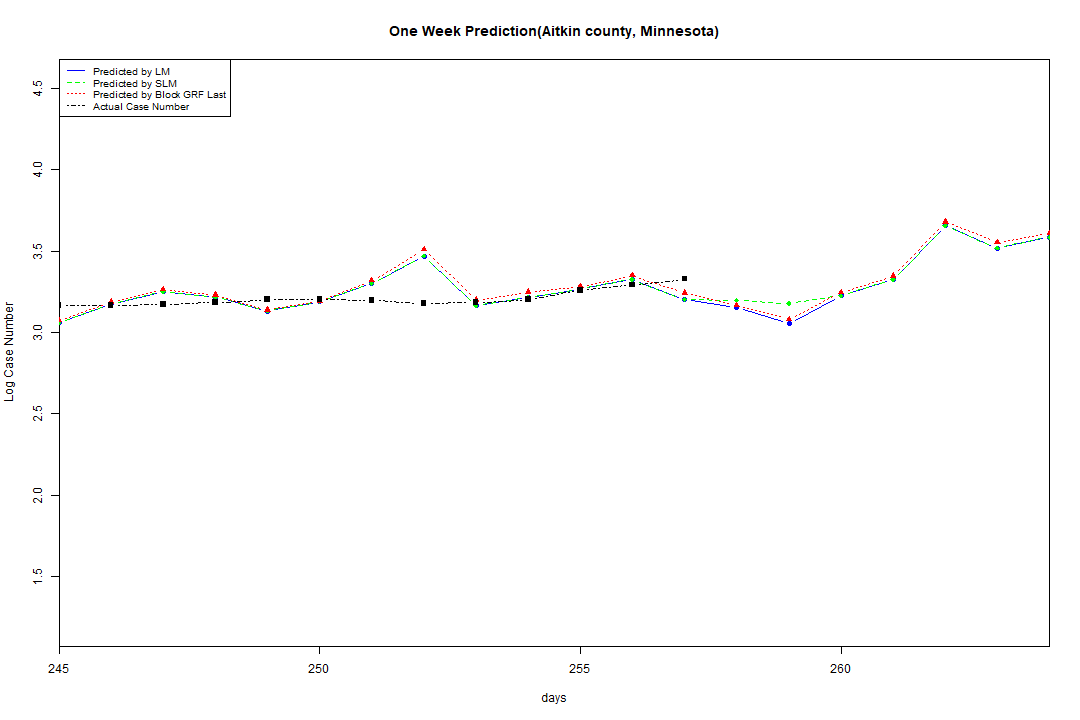 One Week Prediction(Aitkin county, Minnesota)
Predicted by LM
Predicted by SLM
Predicted by Block GRF Last
Actual Case Number
4.5
4.0
3.5
3.0
2.5
2.0
1.5
Log Case Number
245
250
255
260
days